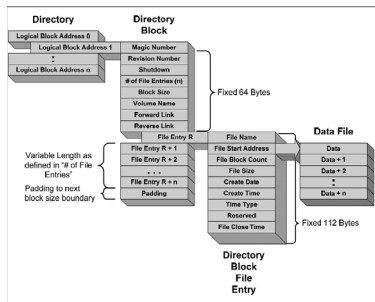 Directory
Logical Block Address 0
Logical Block Address 1
:
Logical Block Address n
Directory
Block
Magic Number
Revision Number
Shutdown
# of File Entries (n)
Block Size
Volume Name
Forward Link
Reverse Link
Fixed 64 Bytes
File Entry R
File Entry R + 1
File Entry R + 2
. . .
File Entry R + n
Padding
Variable Length as
defined in "# of File
Entries"
Padding to next
block size boundary
File Name
File Start Address
File Block Count
File Size
Create Date
Create Time
Time Type
Reserved
File Close Time
Fixed 112 Bytes
Directory
Block
File
Entry
Data File
Data
Data + 1
Data + 2
:
Data + n